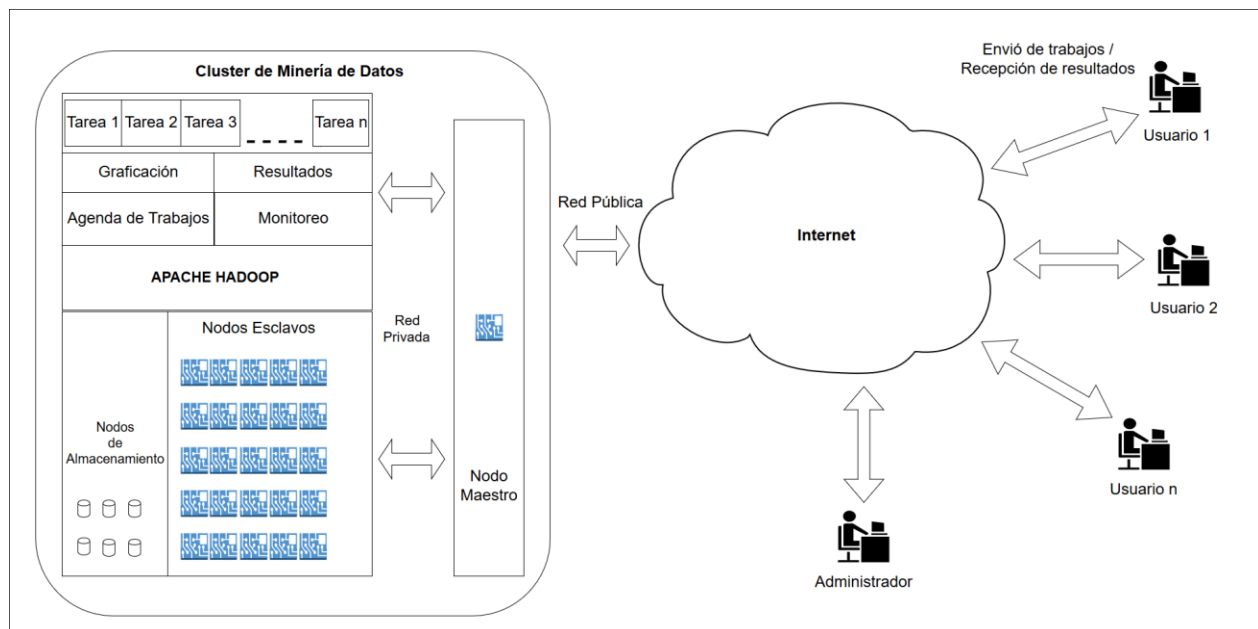 Cluster de Minería de Datos
Tarea 1
Tarea 2
Tarea 3
Tarea n
Graficación
Resultados
Agenda de Trabajos
Monitoreo
APACHE HADOOP
Nodos
de
Almacenamiento
Nodos Esclavos
Red
Privada
Nodo
Maestro
Red Pública
Internet
Envió de trabajos /
Recepción de resultados
Usuario 1
Usuario 2
Usuario n
Administrador